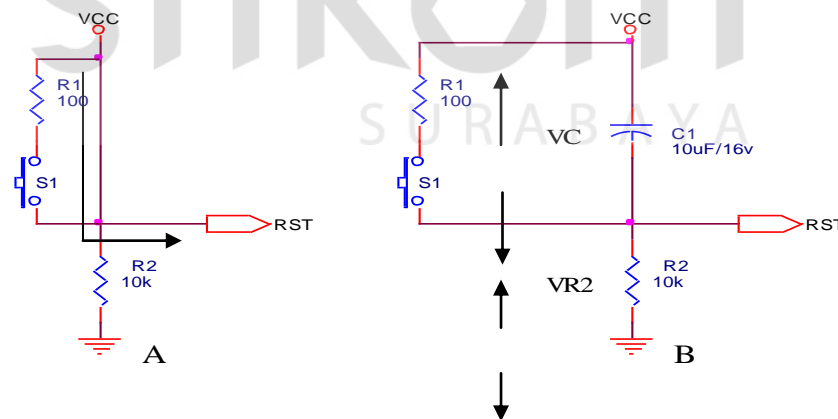 SURABAYA
VCC
R1
100
S1
RST
R2
10k
A
VCC
R1
100
VC
C1
10uF/16v
S1
RST
VR2
R2
10k
B